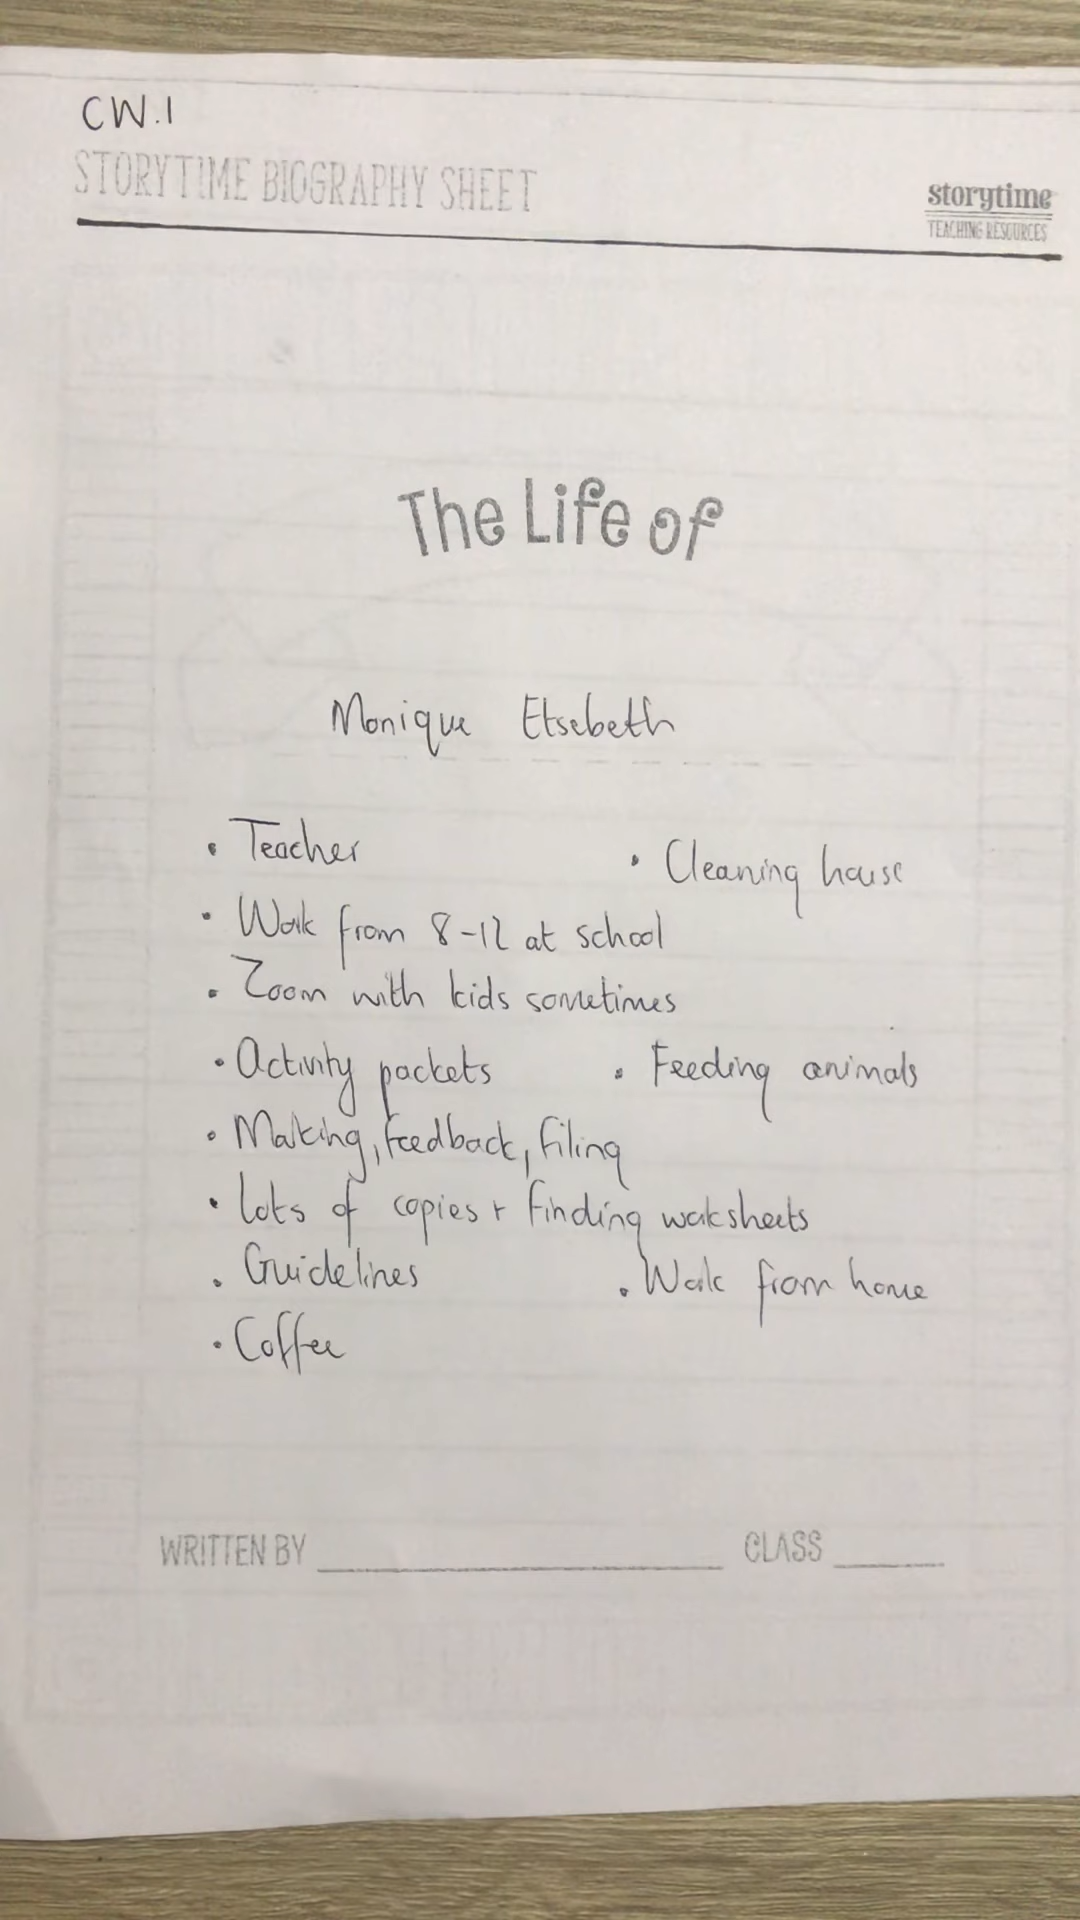 CW.1
STORYTIME BIOGRAPHY SHEET
storytime
TEACHING RESOURCES
The Life of
Monique Etsebeth
• Teacher
• Cleaning house
• Work from 8-12 at school
• Zoom with kids sometimes
• Activity packets
• Feeding animals
• Making, feedback, filing
• lots of copies + finding worksheets
• Guidelines
• Work from home
• Coffee
WRITTEN BY
CLASS